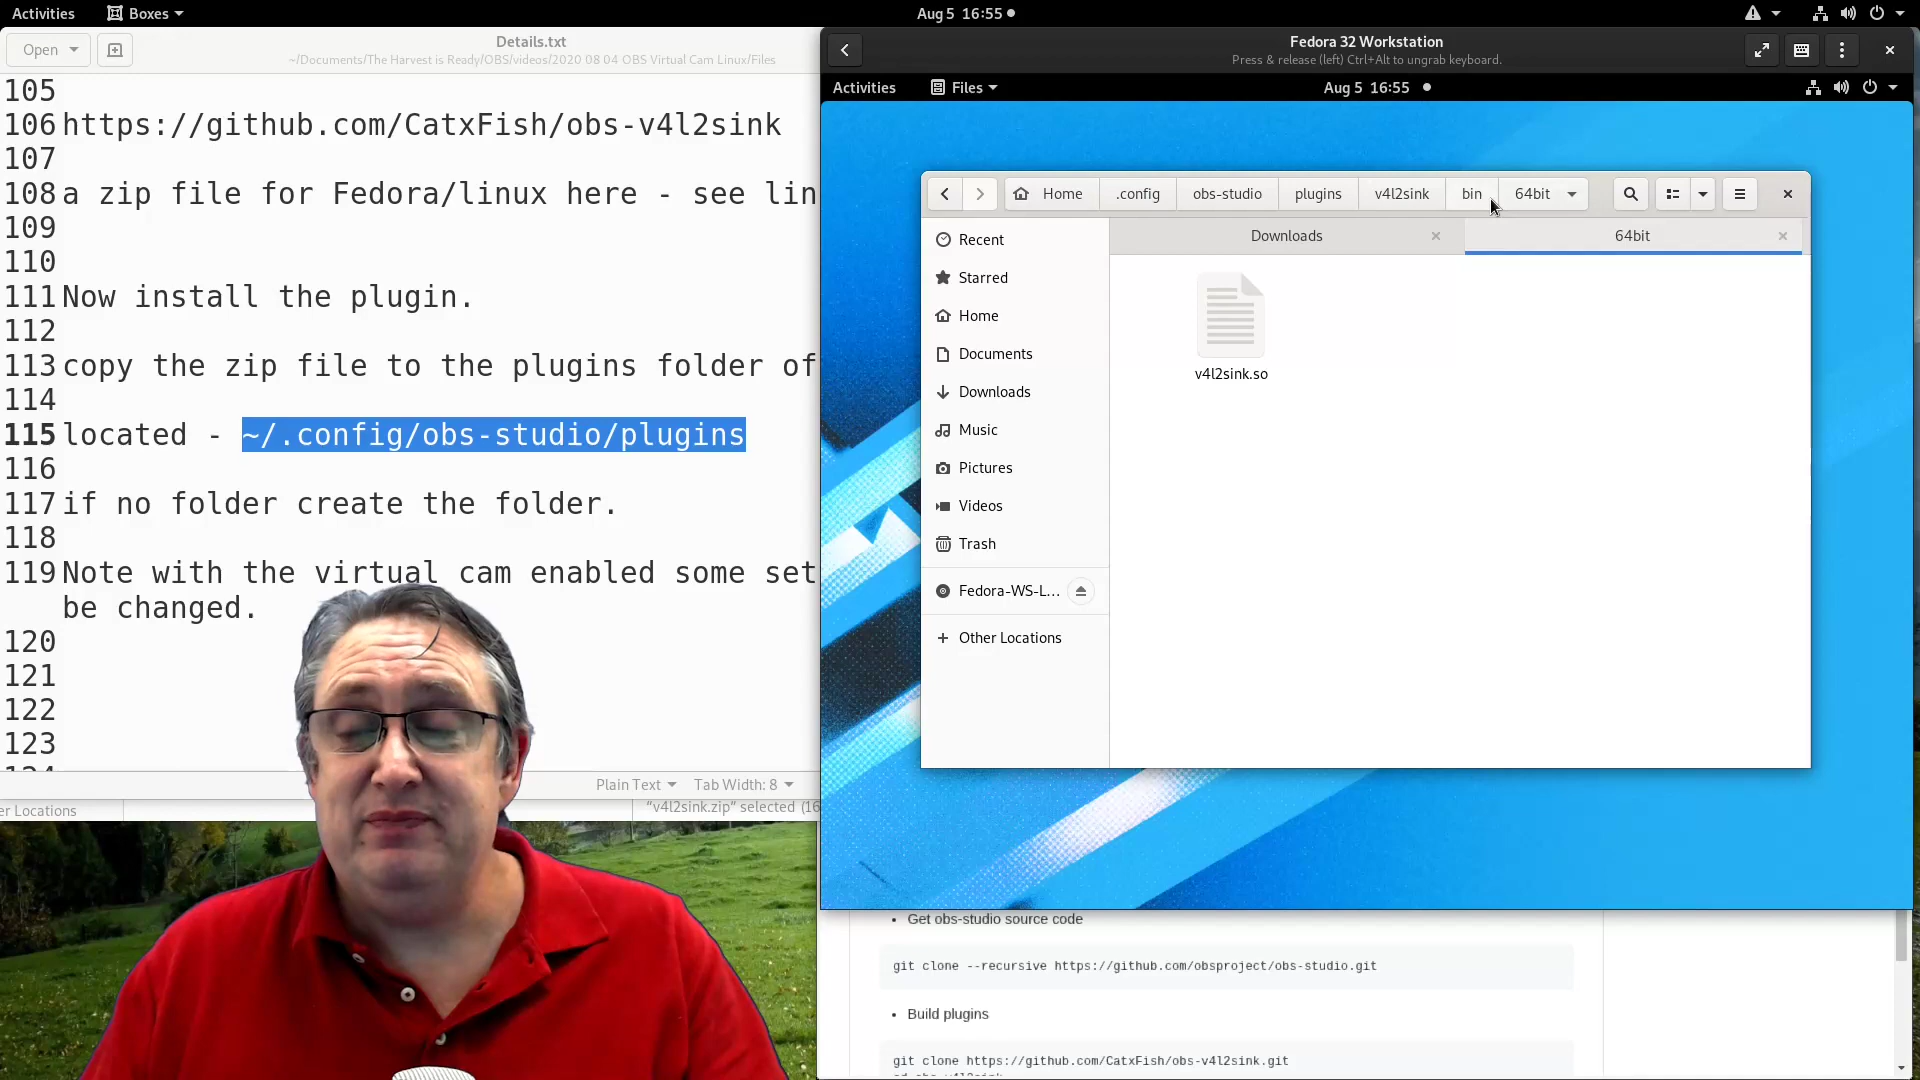 Activities
Boxes
Aug 5 16:55
Open
Details.txt
~/Documents/The Harvest is Ready/OBS/videos/2020 08 04 OBS Virtual Cam Linux/Files
105
106 https://github.com/CatxFish/obs-v4l2sink
107
108 a zip file for Fedora/linux here - see lin
109
110
111 Now install the plugin.
112
113 copy the zip file to the plugins folder of
114
115 located - ~/.config/obs-studio/plugins
116
117 if no folder create the folder.
118
119 Note with the virtual cam enabled some set
be changed.
120
121
122
123
Plain Text
Tab Width: 8
er Locations
"v4l2sink.zip" selected (16
Fedora 32 Workstation
Press & release (left) Ctrl+Alt to ungrab keyboard.
Activities
Files
Aug 5 16:55
Home
.config
obs-studio
plugins
v4l2sink
bin
64bit
Downloads
64bit
Recent
Starred
Home
Documents
Downloads
Music
Pictures
Videos
Trash
Fedora-WS-L...
Other Locations
v4l2sink.so
• Get obs-studio source code
git clone --recursive https://github.com/obsproject/obs-studio.git
• Build plugins
git clone https://github.com/CatxFish/obs-v4l2sink.git